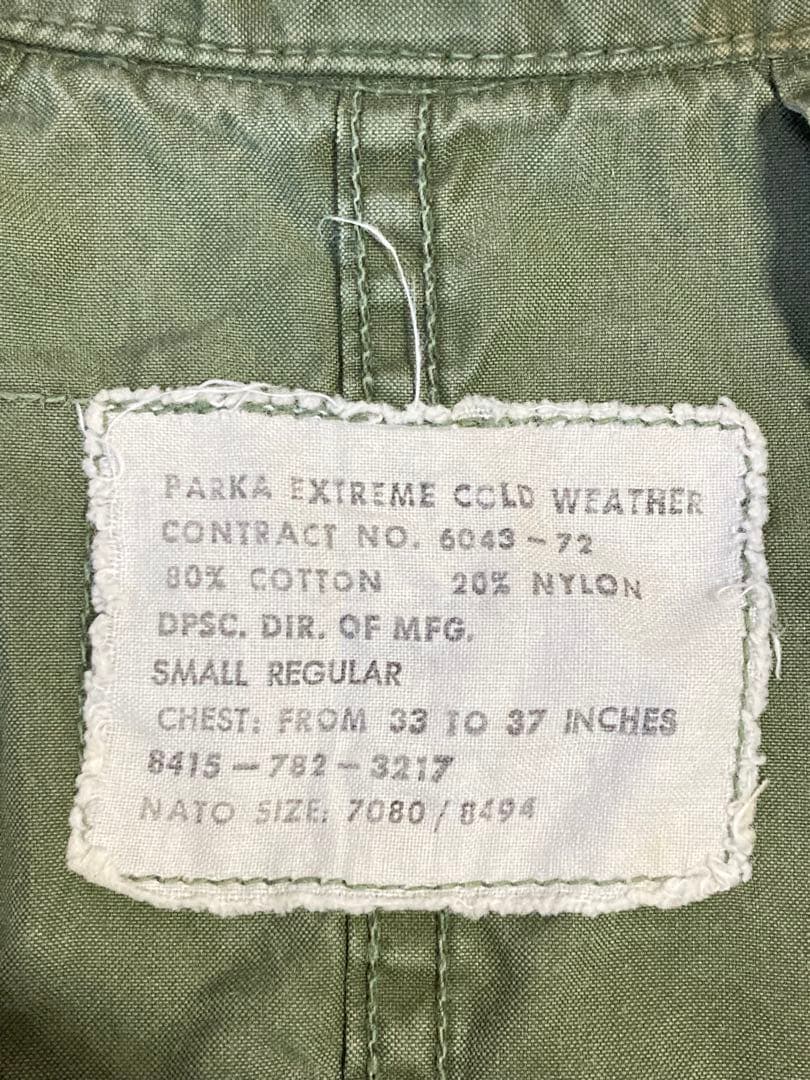 PARKA EXTREME COLD WEATHER
CONTRACT NO. 6043-72
80% COTTON 20% NYLON
DPSC. DIR. OF MFG.
SMALL REGULAR
CHEST: FROM 33 TO 37 INCHES
8415-782-3217
NATO SIZE: 7080/8494